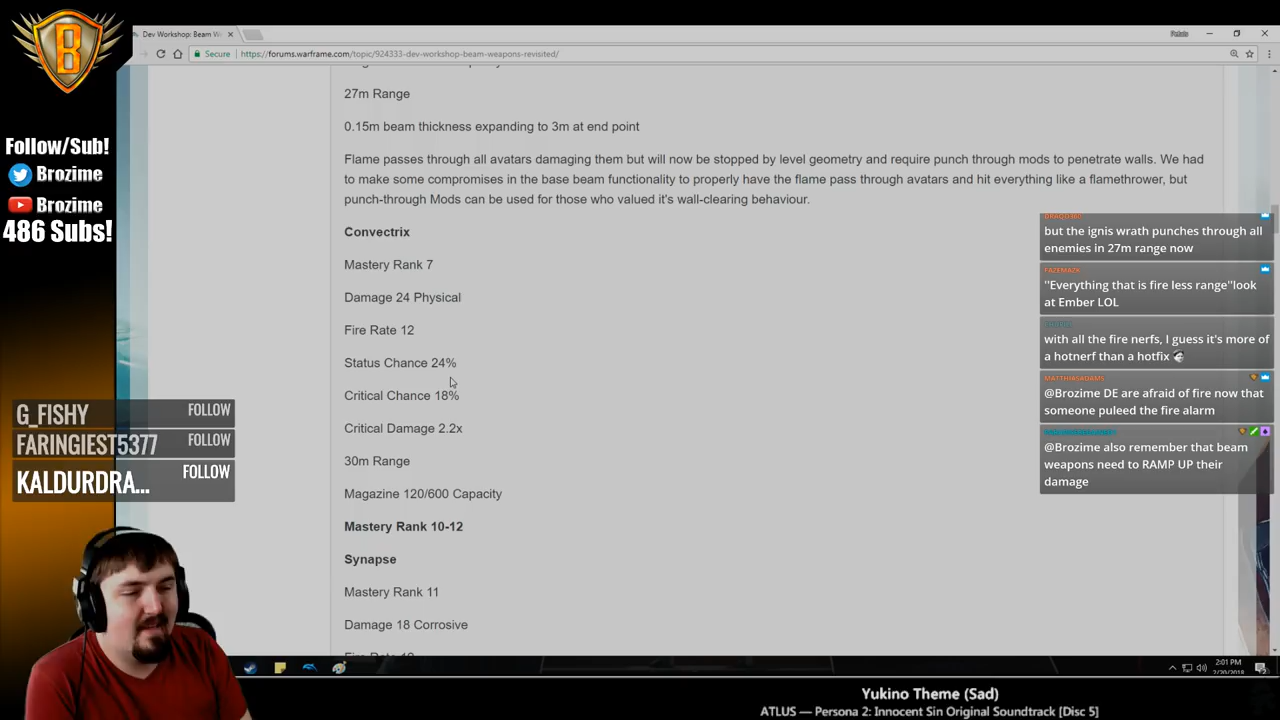 B
Dev Workshop: Beam W
Secure
https://forums.warframe.com/topic/924333-dev-workshop-beam-weapons-revisited/
27m Range
0.15m beam thickness expanding to 3m at end point
Flame passes through all avatars damaging them but will now be stopped by level geometry and require punch through mods to penetrate walls. We had
to make some compromises in the base beam functionality to properly have the flame pass through avatars and hit everything like a flamethrower, but
punch-through Mods can be used for those who valued it's wall-clearing behaviour.
Convectrix
Mastery Rank 7
Damage 24 Physical
Fire Rate 12
Status Chance 24%
Critical Chance 18%
Critical Damage 2.2x
30m Range
Magazine 120/600 Capacity
Mastery Rank 10-12
Synapse
Mastery Rank 11
Damage 18 Corrosive
Follow/Sub!
Brozime
Brozime
486 Subs!
G_FISHY FOLLOW
FARINGIEST5377 FOLLOW
KALDURDRA... FOLLOW
but the ignis wrath punches through all
enemies in 27m range now
FAZEMAZK
"Everything that is fire less range"look
at Ember LOL
with all the fire nerfs, I guess it's more of
a hotnerf than a hotfix
MATTHIASADAMS
@Brozime DE are afraid of fire now that
someone puleed the fire alarm
@Brozime also remember that beam
weapons need to RAMP UP their
damage
2:01 PM
2/20/2018
Yukino Theme (Sad)
ATLUS — Persona 2: Innocent Sin Original Soundtrack [Disc 5]